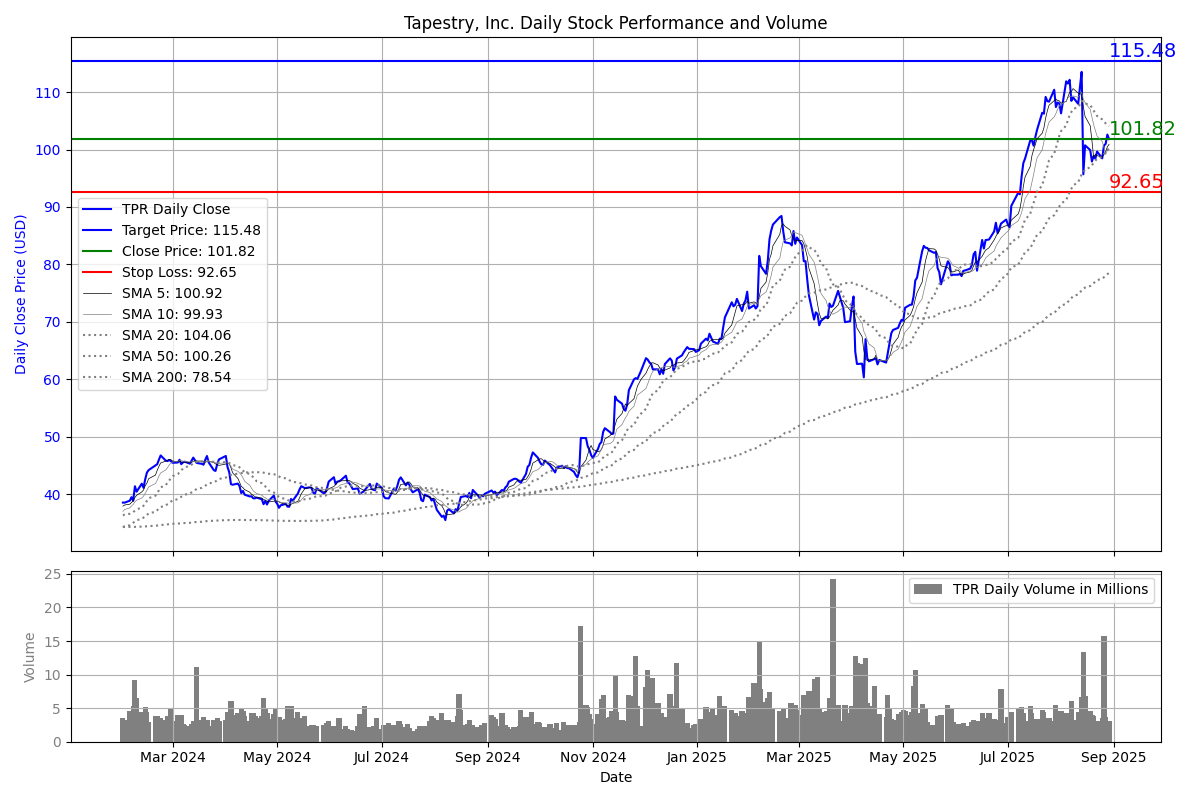 Tapestry, Inc. Daily Stock Performance and Volume
115.48
101.82
92.65
Daily Close Price (USD)
110
100
90
80
70
60
50
40
TPR Daily Close
Target Price: 115.48
Close Price: 101.82
Stop Loss: 92.65
SMA 5: 100.92
SMA 10: 99.93
SMA 20: 104.06
SMA 50: 100.26
SMA 200: 78.54
Volume
25
20
15
10
5
0
TPR Daily Volume in Millions
Mar 2024 May 2024 Jul 2024 Sep 2024 Nov 2024 Jan 2025 Mar 2025 May 2025 Jul 2025 Sep 2025
Date